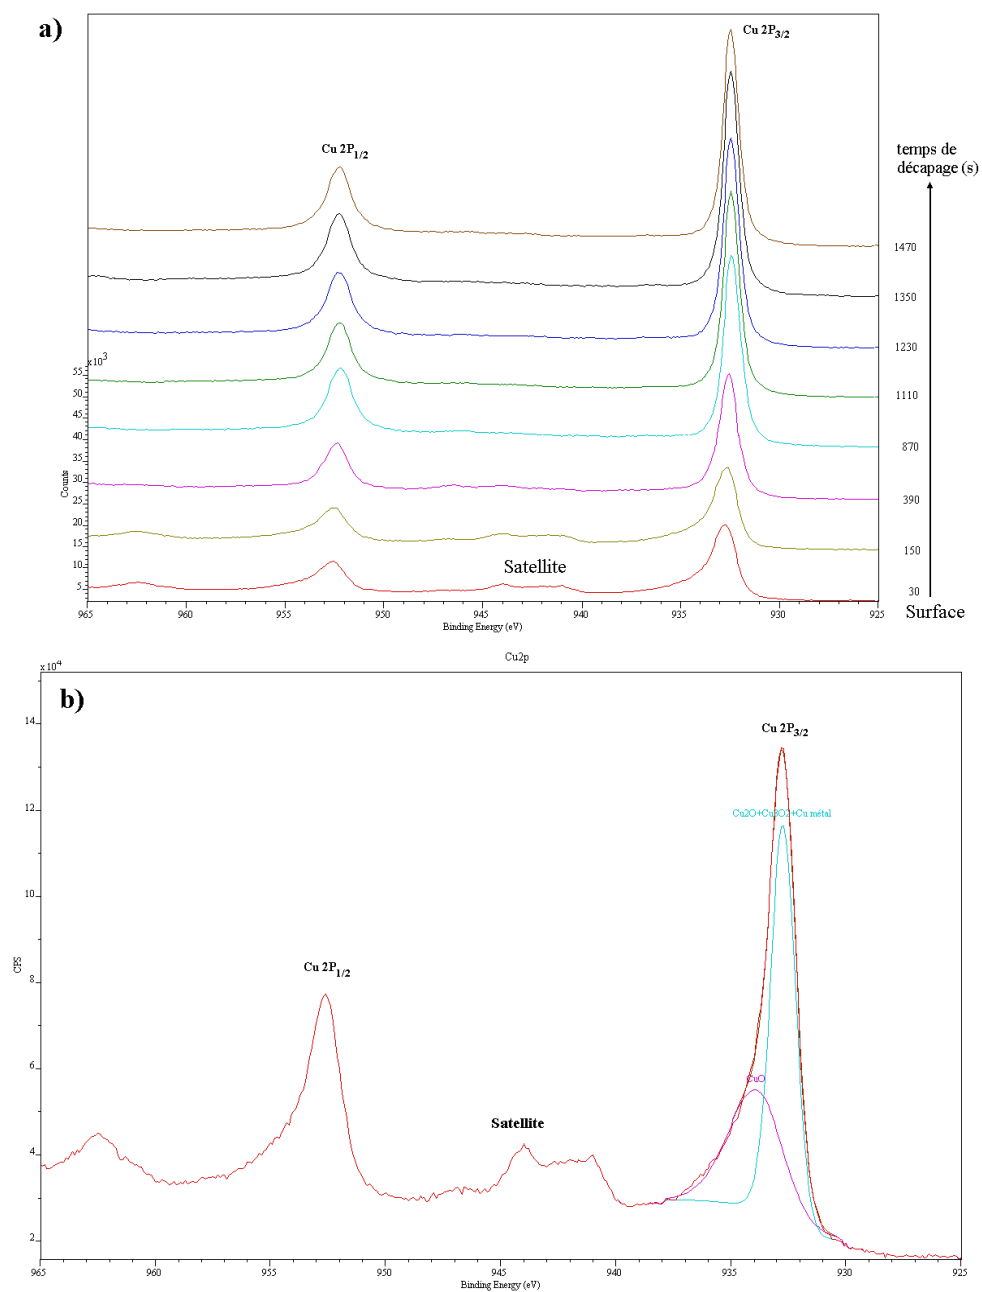 a)
Cu 2P3/2
Cu 2P1/2
temps de
décapage (s)
1470
1350
1230
1110
870
390
150
30
Surface
x10³
55
50
45
40
35
30
25
20
15
10
5
Counts
Satellite
965
960
955
950
945
940
935
930
925
Binding Energy (eV)
Cu2p
x10⁴
b)
14
12
10
8
6
4
2
CPS
Cu 2P3/2
Cu2O+Cu3O2+Cu métal
Cu 2P1/2
CuO
Satellite
965
960
955
950
945
940
935
930
925
Binding Energy (eV)